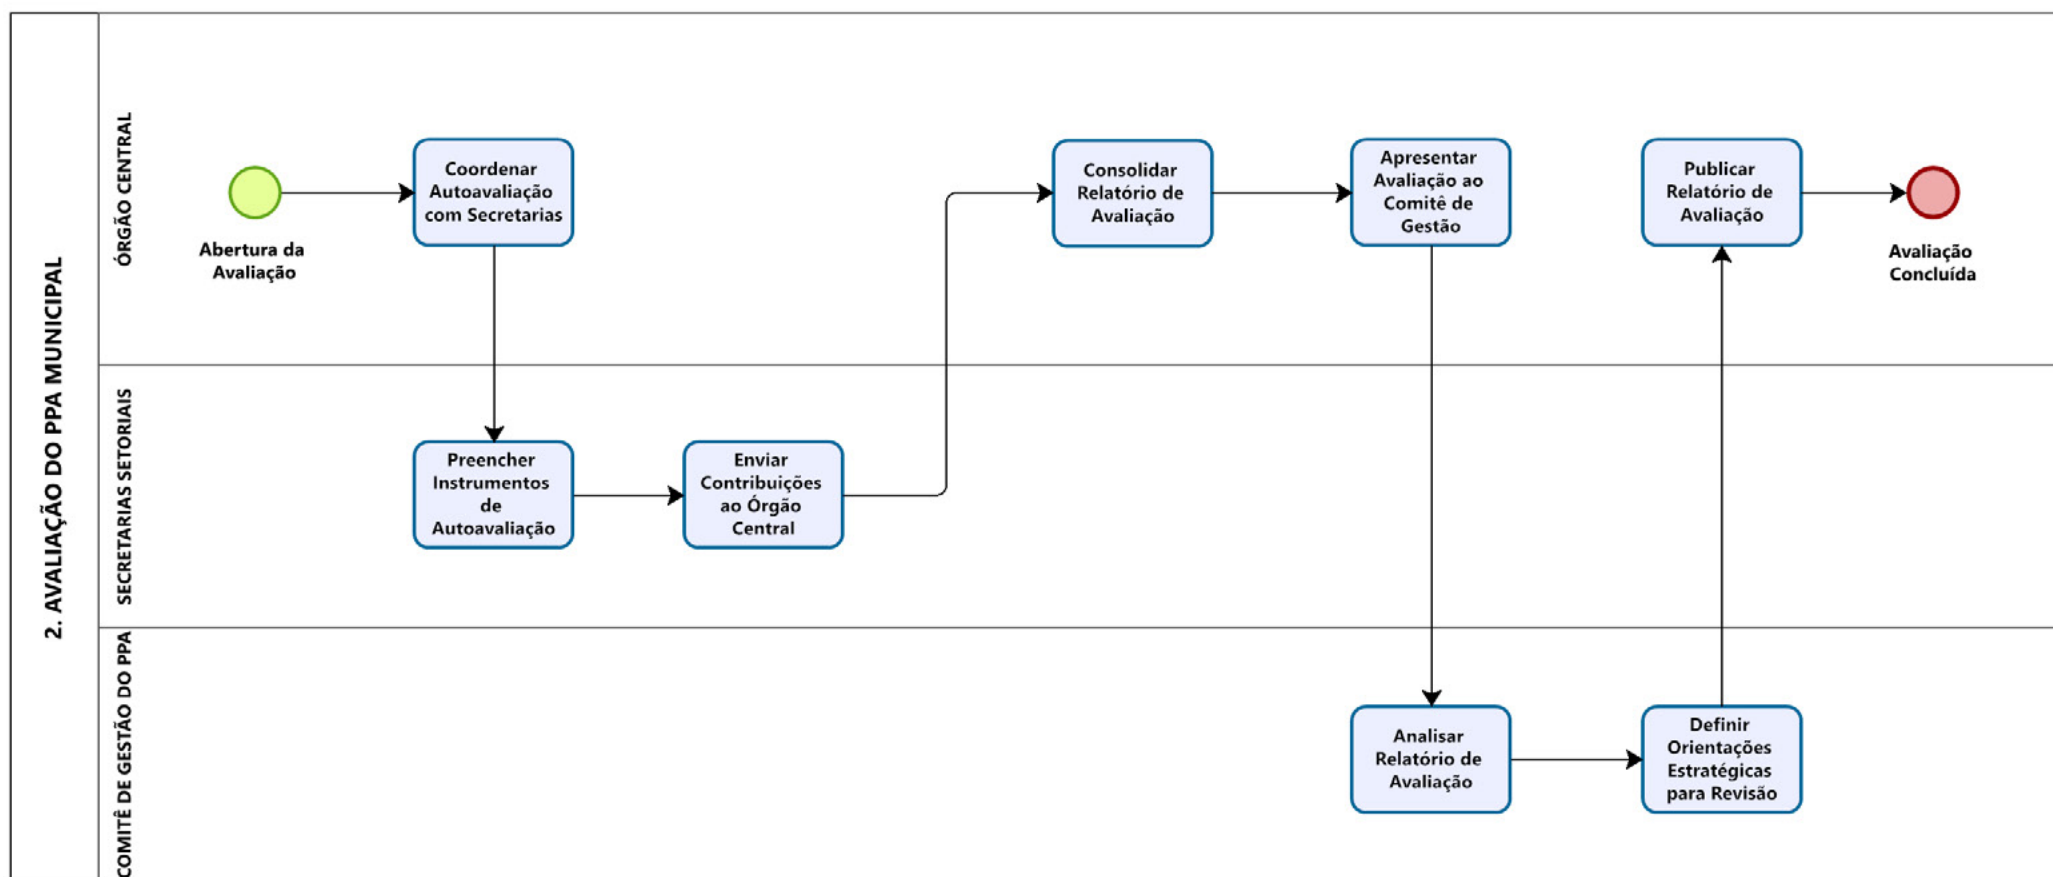 2. AVALIAÇÃO DO PPA MUNICIPAL
ÓRGÃO CENTRAL
Abertura da
Avaliação
Coordenar
Autoavaliação
com Secretarias
Consolidar
Relatório de
Avaliação
Apresentar
Avaliação ao
Comitê de
Gestão
Publicar
Relatório de
Avaliação
Avaliação
Concluída
SECRETARIAS SETORIAIS
Preencher
Instrumentos
de
Autoavaliação
Enviar
Contribuições
ao Órgão
Central
COMITÊ DE GESTÃO DO PPA
Analisar
Relatório de
Avaliação
Definir
Orientações
Estratégicas
para Revisão